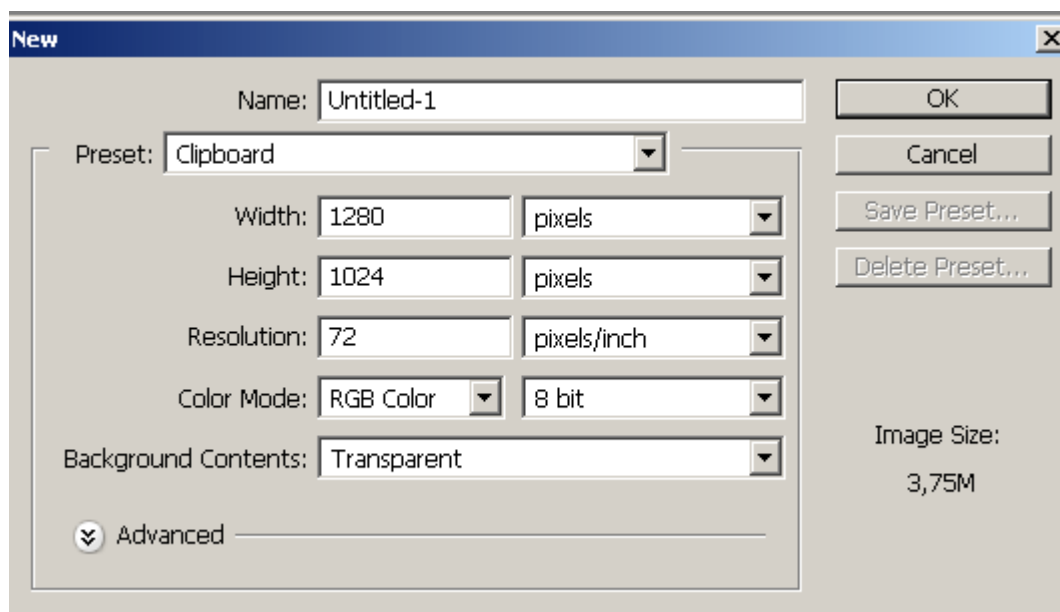 New
Name: Untitled-1
OK
Preset: Clipboard
Cancel
Width: 1280 pixels
Save Preset...
Height: 1024 pixels
Delete Preset...
Resolution: 72 pixels/inch
Color Mode: RGB Color 8 bit
Image Size:
Background Contents: Transparent
3,75M
Advanced